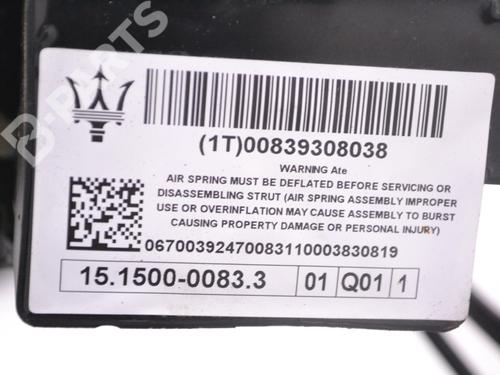 B-PARTS
(1T)00839308038
WARNING Ate
AIR SPRING MUST BE DEFLATED BEFORE SERVICING OR
DISASSEMBLING STRUT (AIR SPRING ASSEMBLY IMPROPER
USE OR OVERINFLATION MAY CAUSE ASSEMBLY TO BURST
CAUSING PROPERTY DAMAGE OR PERSONAL INJURY)
06700392470083110003830819
15.1500-0083.3 01 Q01 1